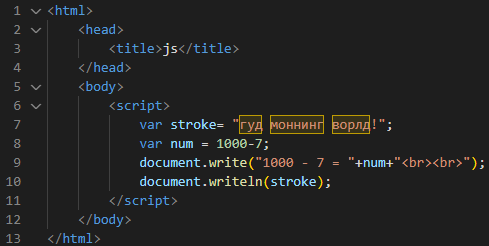 1 <html>
2 <head>
3 <title>js</title>
4 </head>
5 <body>
6 <script>
7 var stroke= "гуд моннинг ворлд!";
8 var num = 1000-7;
9 document.write("1000 - 7 = "+num+"<br><br>");
10 document.writeln(stroke);
11 </script>
12 </body>
13 </html>